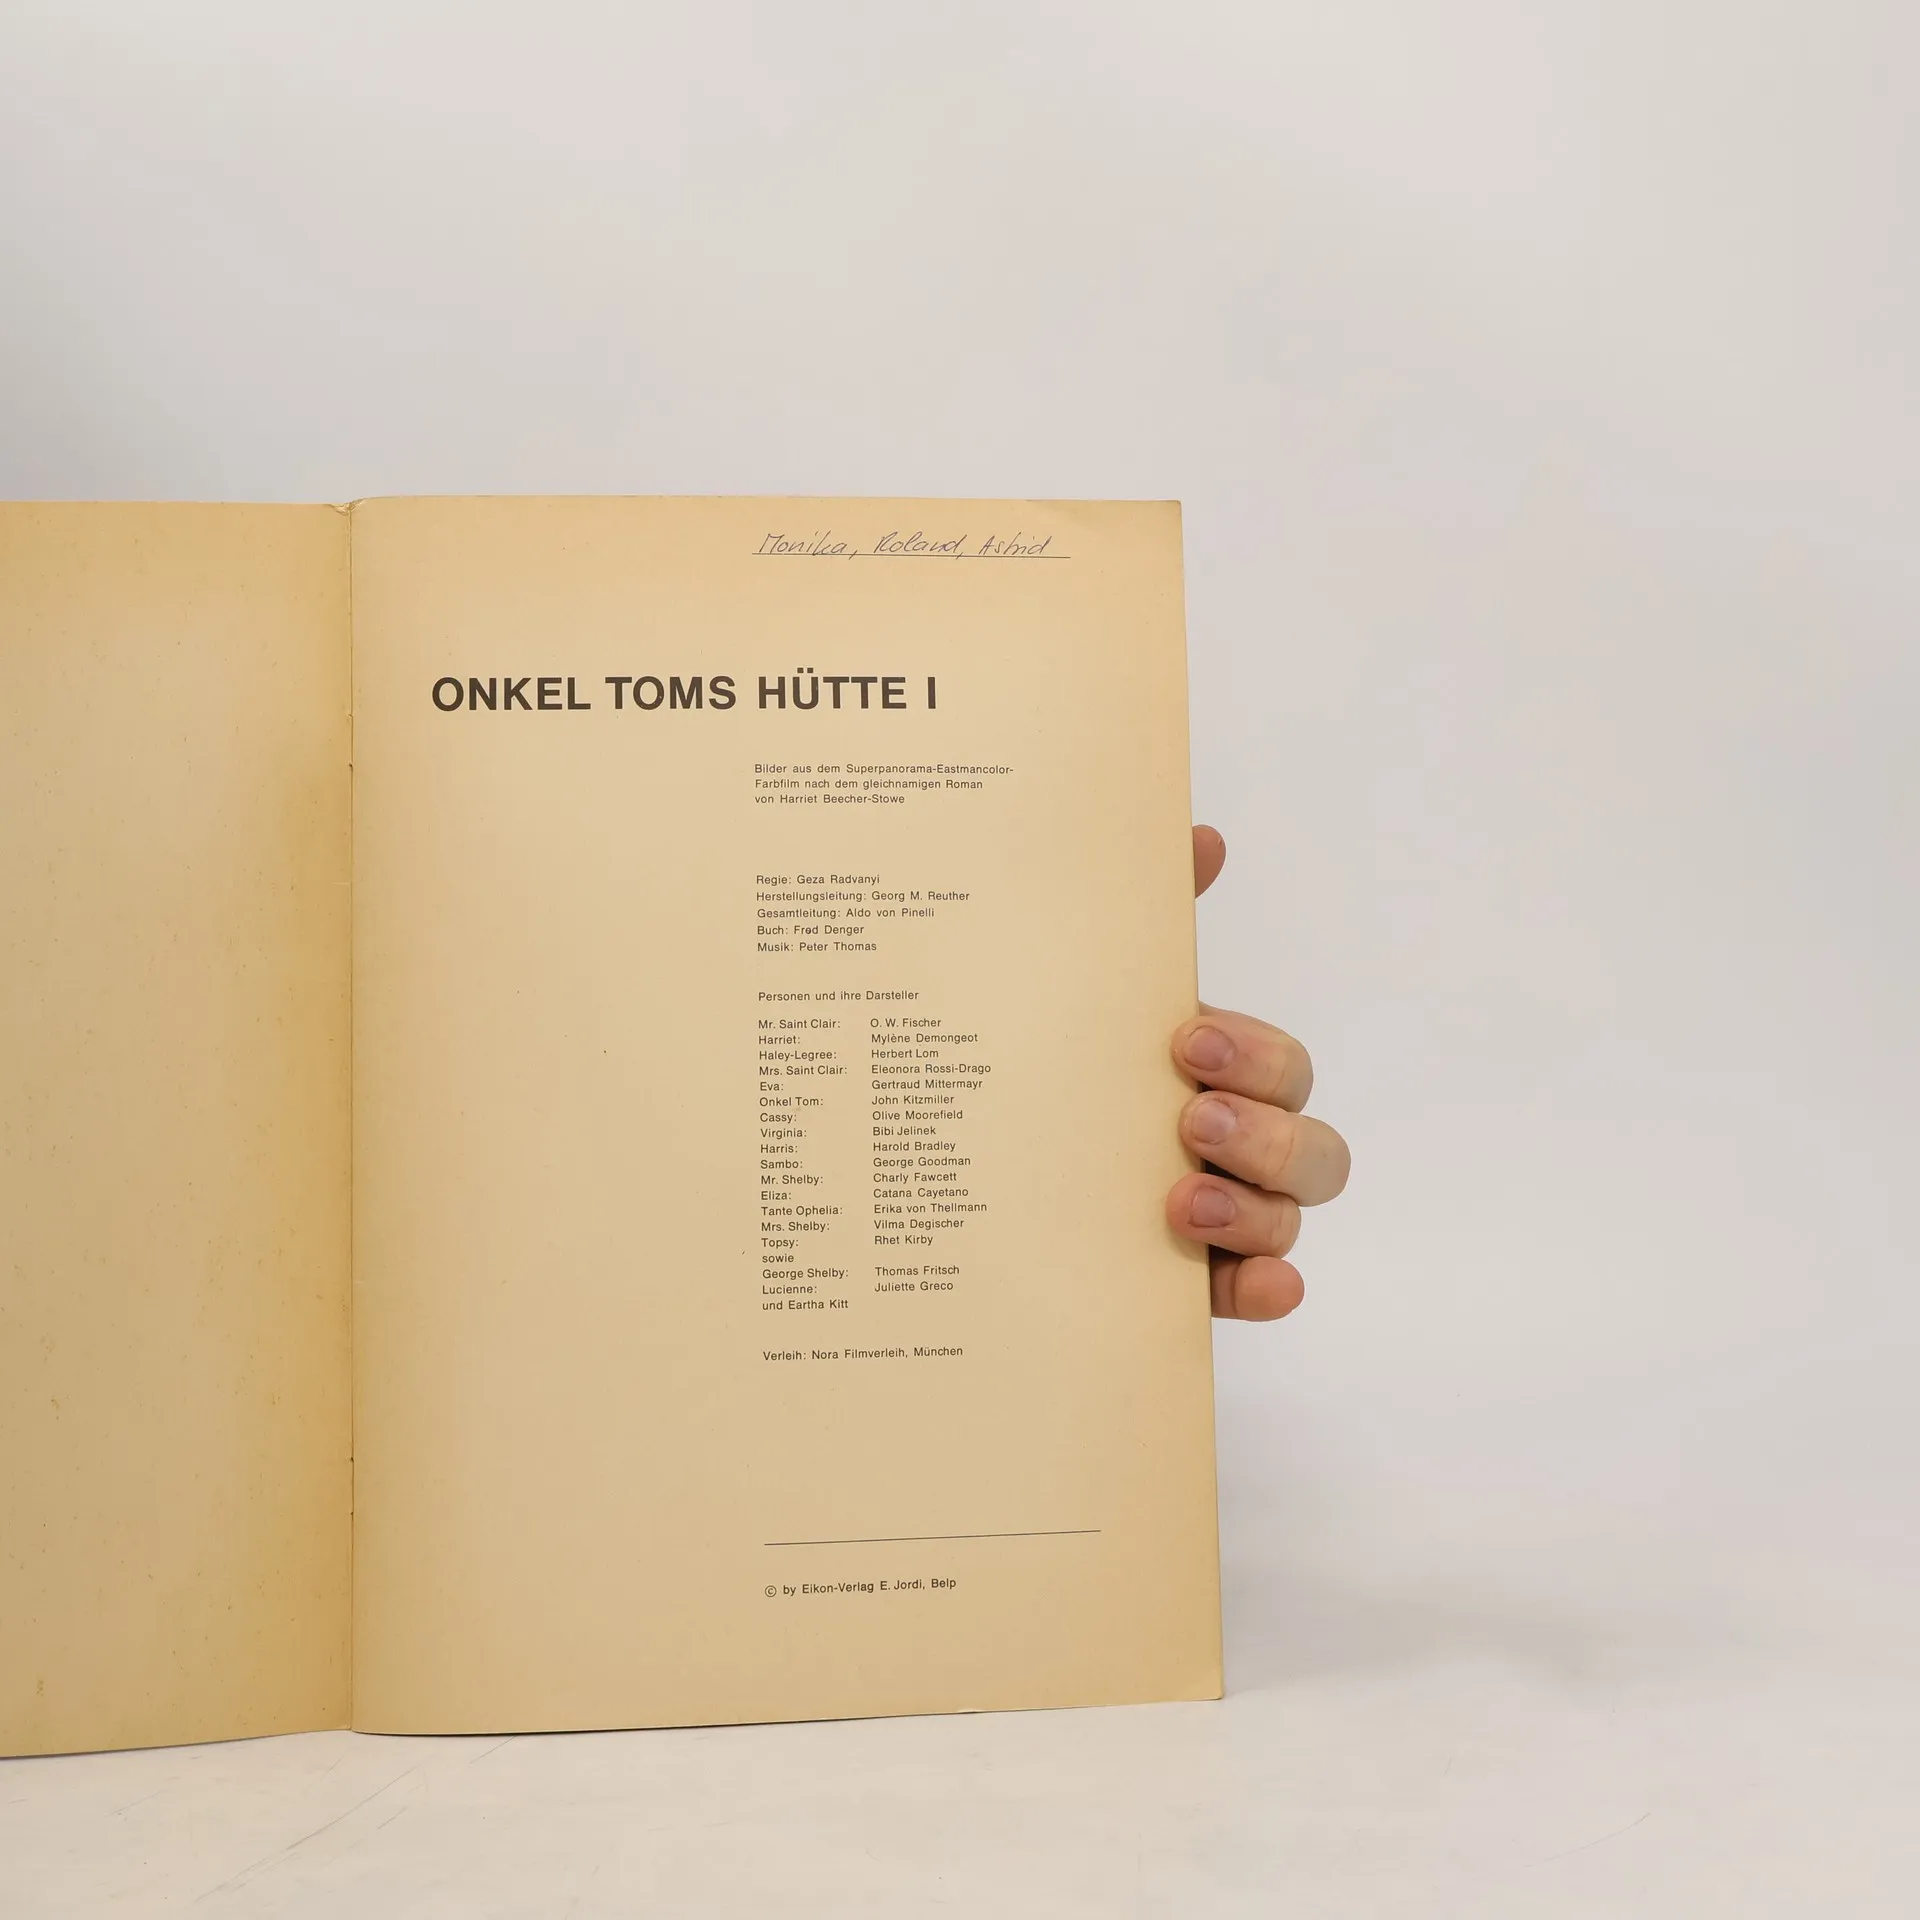 Monika, Roland, Astrid
ONKEL TOMS HÜTTE I
Bilder aus dem Superpanorama-Eastmancolor-
Farbfilm nach dem gleichnamigen Roman
von Harriet Beecher-Stowe
Regie: Geza Radvanyi
Herstellungsleitung: Georg M. Reuther
Gesamtleitung: Aldo von Pinelli
Buch: Fred Denger
Musik: Peter Thomas
Personen und ihre Darsteller
Mr. Saint Clair: O. W. Fischer
Harriet: Mylène Demongeot
Haley-Legree: Herbert Lom
Mrs. Saint Clair: Eleonora Rossi-Drago
Eva: Gertraud Mittermayr
Onkel Tom: John Kitzmiller
Cassy: Olive Moorefield
Virginia: Bibi Jelinek
Harris: Harold Bradley
Sambo: George Goodman
Mr. Shelby: Charly Fawcett
Eliza: Catana Cayetano
Tante Ophelia: Erika von Thellmann
Mrs. Shelby: Vilma Degischer
Topsy: Rhet Kirby
sowie
George Shelby: Thomas Fritsch
Lucienne: Juliette Greco
und Eartha Kitt
Verleih: Nora Filmverleih, München
© by Eikon-Verlag E. Jordi, Belp